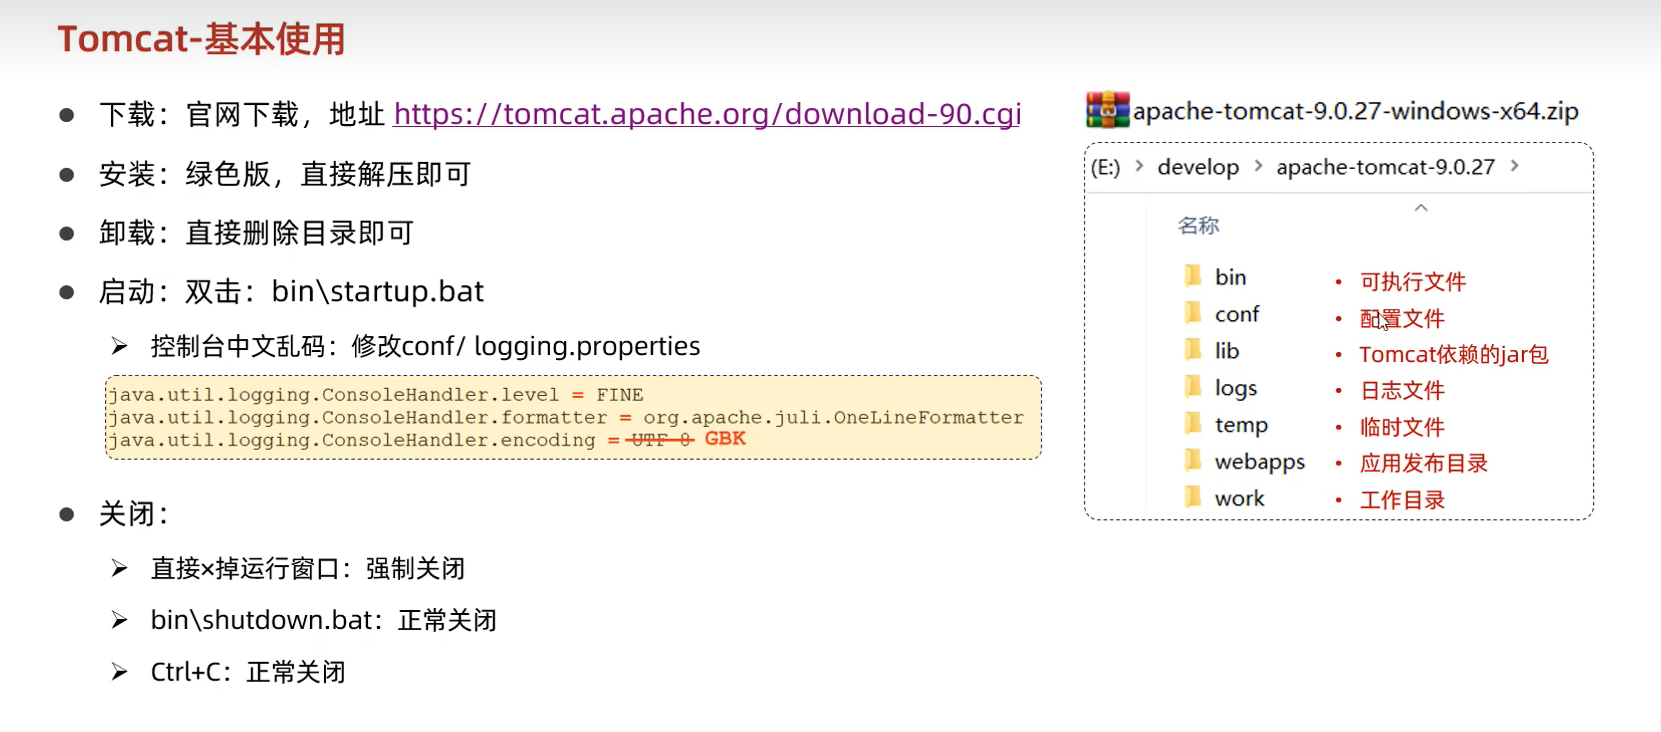 Tomcat-基本使用
下载：官网下载，地址 https://tomcat.apache.org/download-90.cgi
安装：绿色版，直接解压即可
卸载：直接删除目录即可
启动：双击：bin\startup.bat
控制台中文乱码：修改conf/ logging.properties
java.util.logging.ConsoleHandler.level = FINE
java.util.logging.ConsoleHandler.formatter = org.apache.juli.OneLineFormatter
java.util.logging.ConsoleHandler.encoding = UTF-8 GBK
关闭：
直接×掉运行窗口：强制关闭
bin\shutdown.bat：正常关闭
Ctrl+C：正常关闭
apache-tomcat-9.0.27-windows-x64.zip
(E:) > develop > apache-tomcat-9.0.27 >
名称
bin • 可执行文件
conf • 配置文件
lib • Tomcat依赖的jar包
logs • 日志文件
temp • 临时文件
webapps • 应用发布目录
work • 工作目录